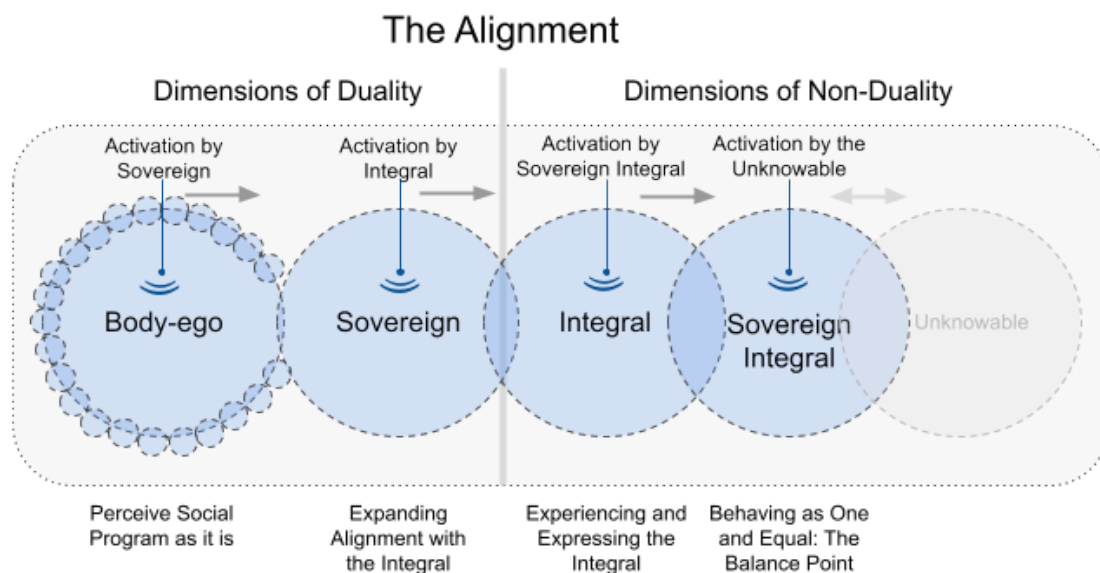 The Alignment
Dimensions of Duality
Dimensions of Non-Duality
Activation by
Sovereign
Activation by
Integral
Activation by
Sovereign Integral
Activation by the
Unknowable
Body-ego
Sovereign
Integral
Sovereign
Integral
Unknowable
Perceive Social
Program as it is
Expanding
Alignment with
the Integral
Experiencing and
Expressing the
Integral
Behaving as One
and Equal: The
Balance Point